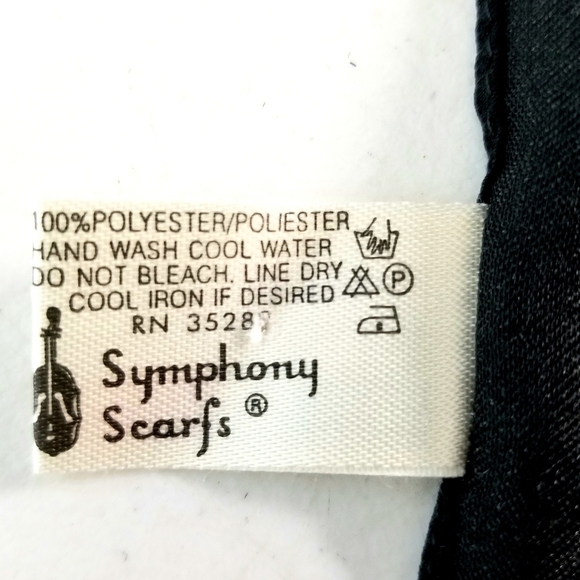 100%POLYESTER/POLIESTER
HAND WASH COOL WATER
DO NOT BLEACH. LINE DRY
P
COOL IRON IF DESIRED
RN 35289
Symphony
Scarfs ®